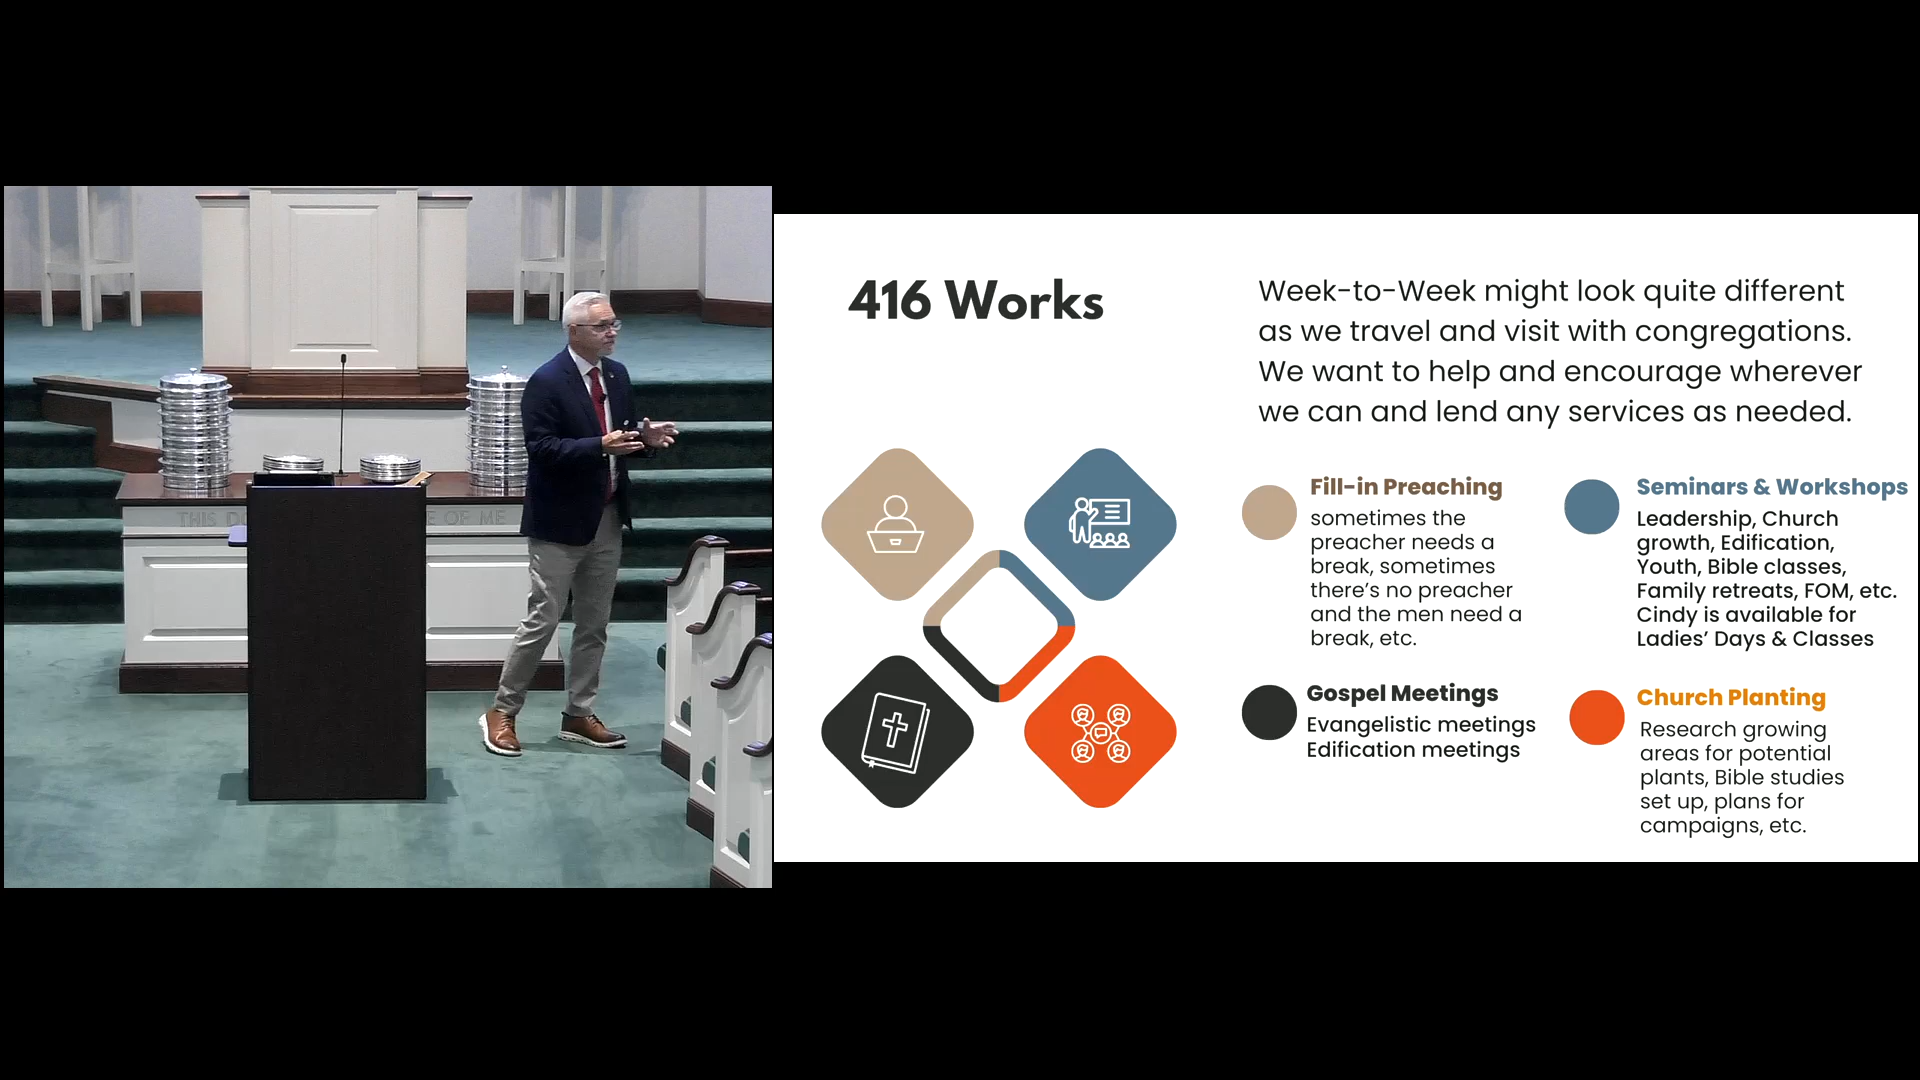 416 Works
Week-to-Week might look quite different
as we travel and visit with congregations.
We want to help and encourage wherever
we can and lend any services as needed.
Fill-in Preaching
sometimes the
preacher needs a
break, sometimes
there's no preacher
and the men need a
break, etc.
Seminars & Workshops
Leadership, Church
growth, Edification,
Youth, Bible classes,
Family retreats, FOM, etc.
Cindy is available for
Ladies' Days & Classes
Gospel Meetings
Evangelistic meetings
Edification meetings
Church Planting
Research growing
areas for potential
plants, Bible studies
set up, plans for
campaigns, etc.
THIS
OF ME